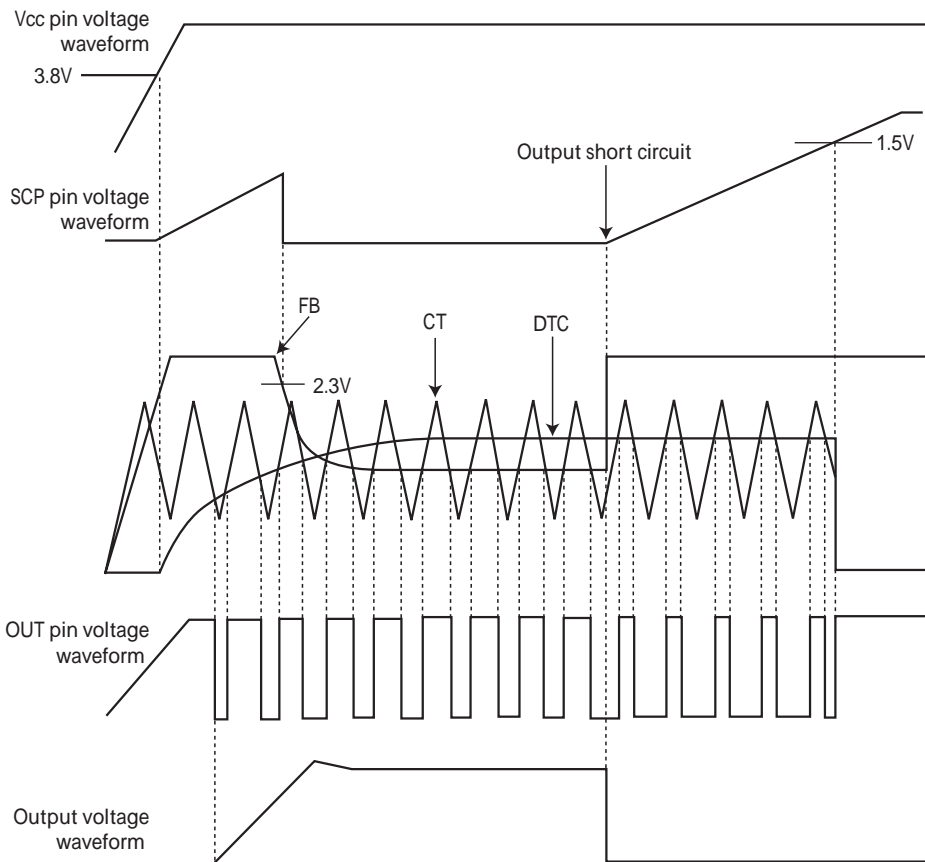 Vcc pin voltage
waveform
3.8V
Output short circuit
1.5V
SCP pin voltage
waveform
FB
CT
DTC
2.3V
OUT pin voltage
waveform
Output voltage
waveform